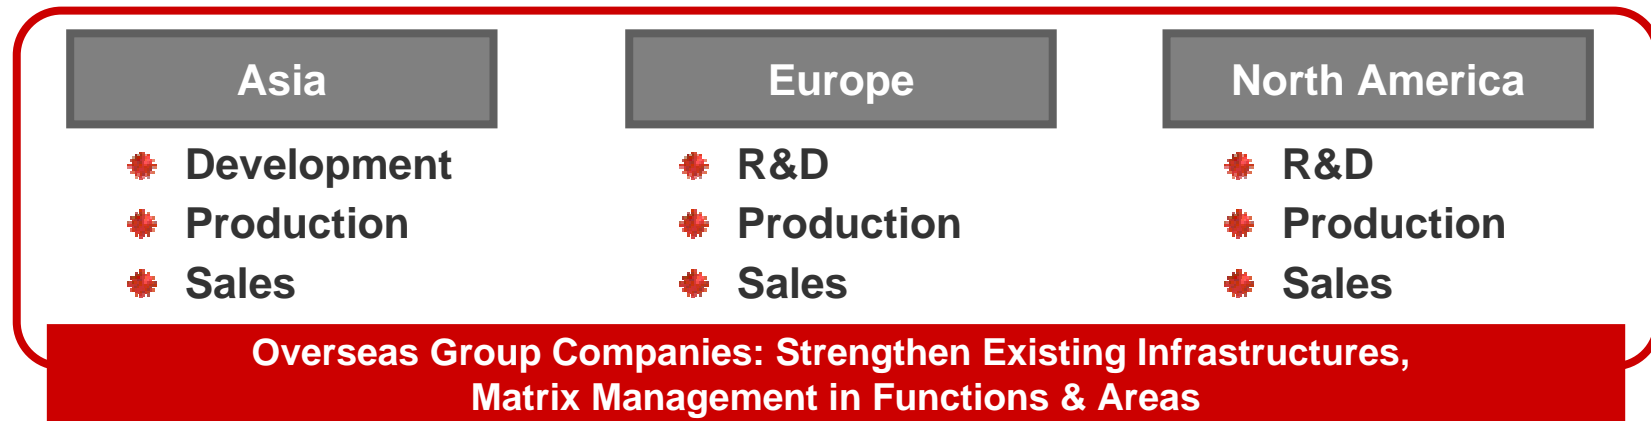 Asia
Development
Production
Sales
Europe
R&D
Production
Sales
North America
R&D
Production
Sales
Overseas Group Companies: Strengthen Existing Infrastructures,
Matrix Management in Functions & Areas